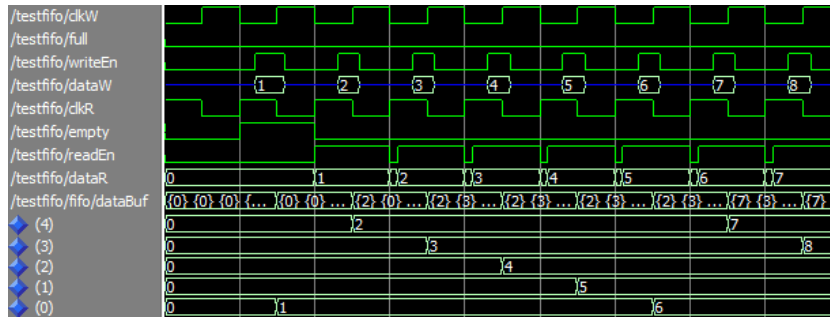 /testfifo/clkW
/testfifo/full
/testfifo/writeEn
/testfifo/dataW 1 2 3 4 5 6 7 8
/testfifo/clkR
/testfifo/empty
/testfifo/readEn
/testfifo/dataR 0 1 2 3 4 5 6 7
/testfifo/fifo/dataBuf {0} {0} {0} {... {0} {0} ... {2} {0} ... {2} {3} ... {2} {3} ... {2} {3} ... {2} {3} ... {7} {3} ... {7}
(4) 0 2 7
(3) 0 3 8
(2) 0 4
(1) 0 5
(0) 0 1 6